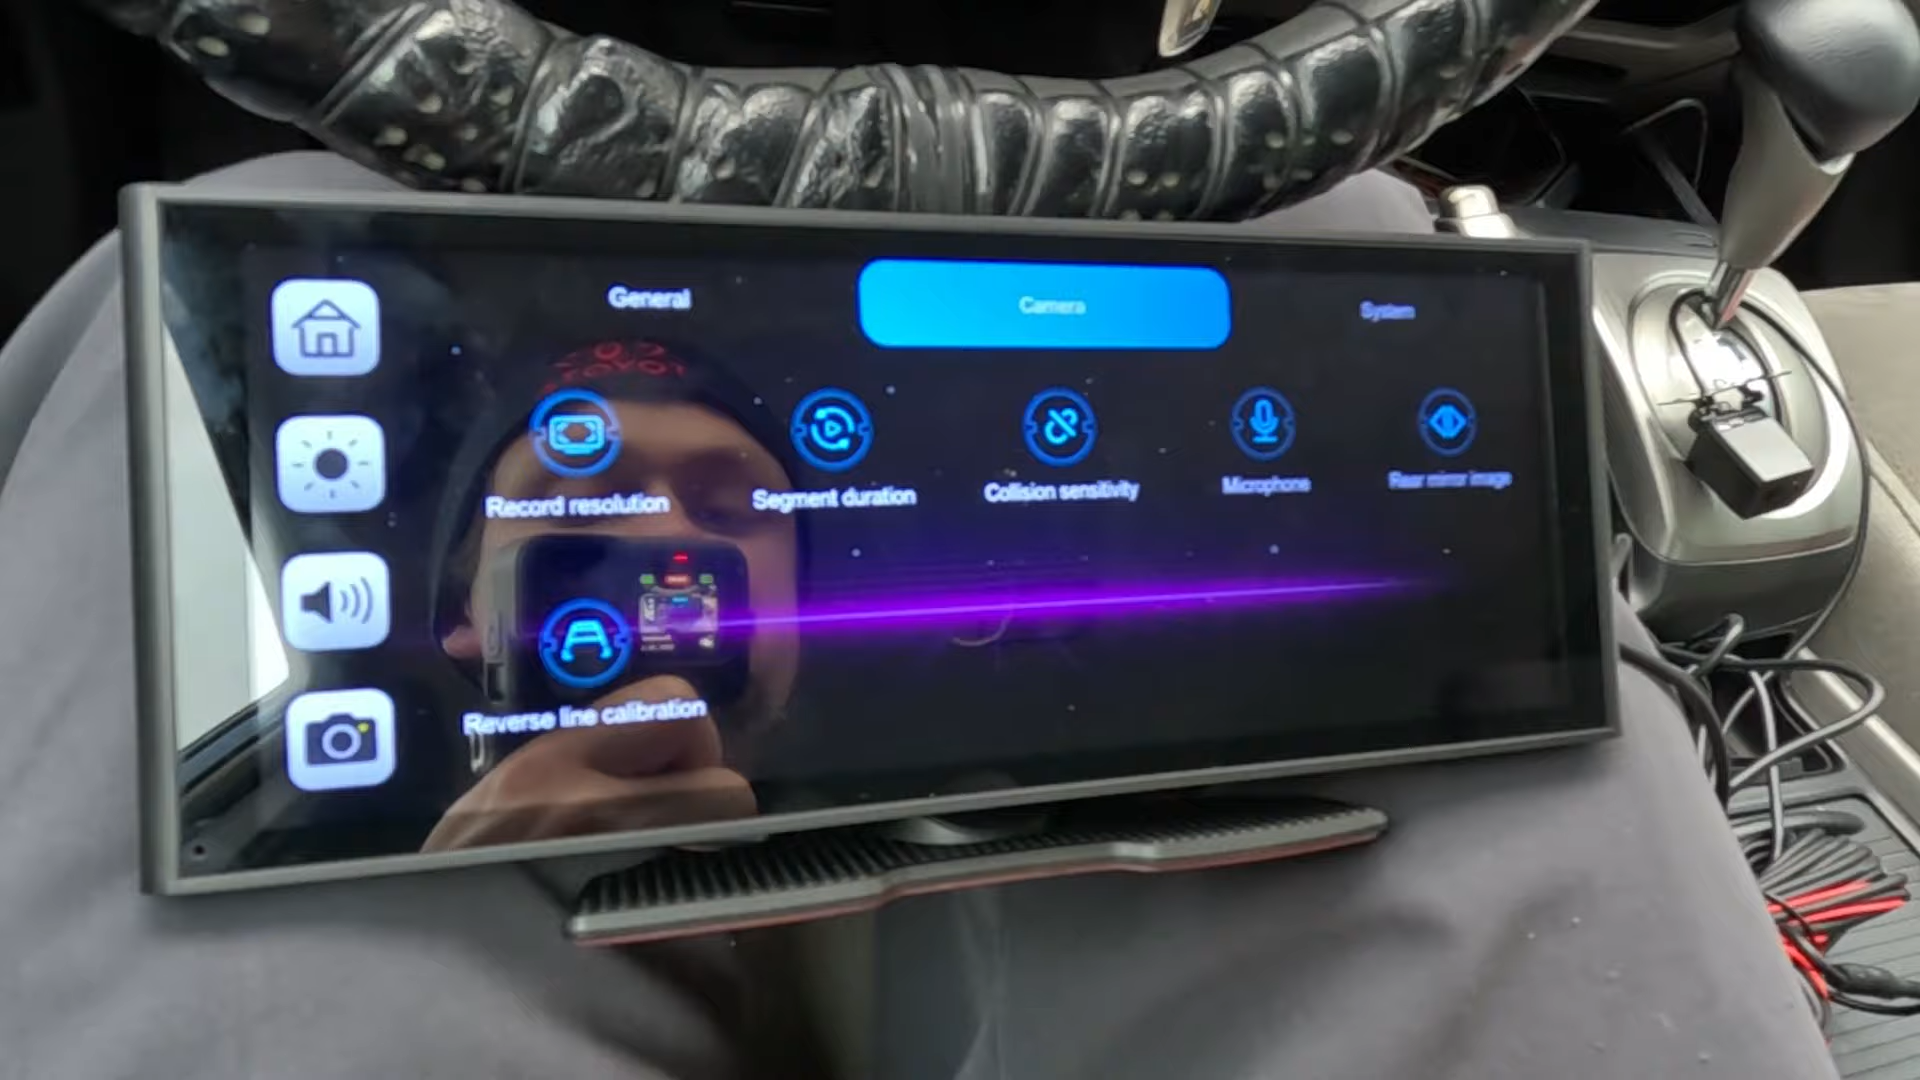 General
Camera
System
Record resolution
Segment duration
Collision sensitivity
Microphone
Rear mirror image
Reverse line calibration